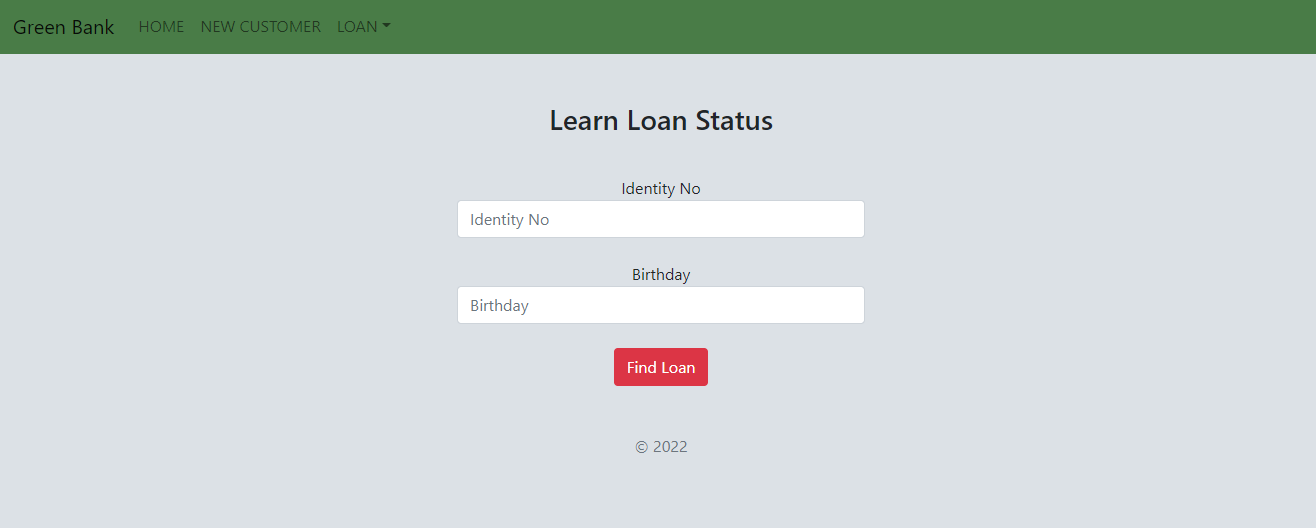 Green Bank HOME NEW CUSTOMER LOAN
Learn Loan Status
Identity No
Identity No
Birthday
Birthday
Find Loan
© 2022